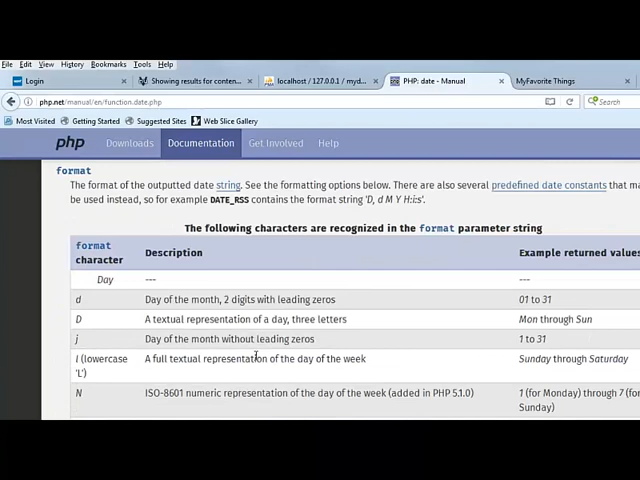 File Edit View History Bookmarks Tools Help
Login × Showing results for conten... × localhost / 127.0.0.1 / myd... × PHP: date - Manual × MyFavorite Things ×
php.net/manual/en/function.date.php Search
Most Visited Getting Started Suggested Sites Web Slice Gallery
php Downloads Documentation Get Involved Help
format
The format of the outputted date string. See the formatting options below. There are also several predefined date constants that ma
be used instead, so for example DATE_RSS contains the format string 'D, d M Y H:i:s'.
The following characters are recognized in the format parameter string
format character Description Example returned values
Day --- ---
d Day of the month, 2 digits with leading zeros 01 to 31
D A textual representation of a day, three letters Mon through Sun
j Day of the month without leading zeros 1 to 31
l (lowercase 'L') A full textual representation of the day of the week Sunday through Saturday
N ISO-8601 numeric representation of the day of the week (added in PHP 5.1.0) 1 (for Monday) through 7 (for
Sunday)